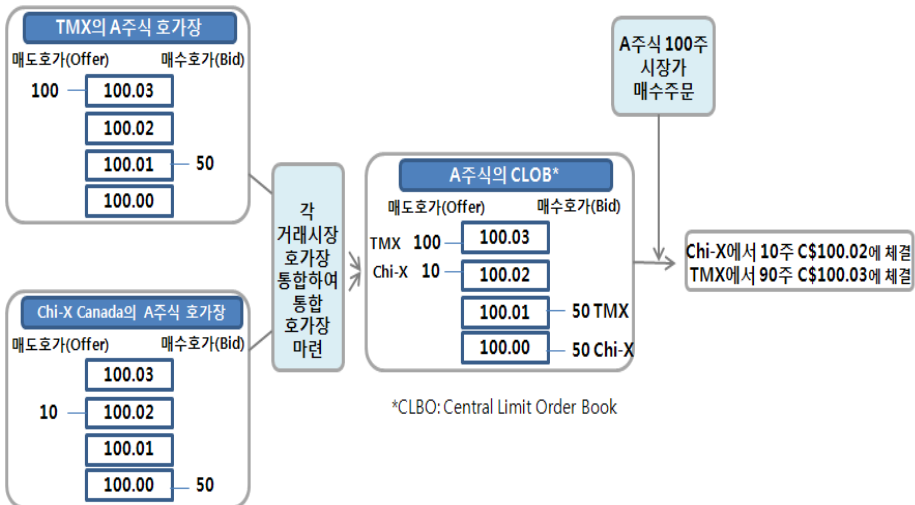 TMX의 A주식 호가장
매도호가(Offer) 매수호가(Bid)
100 100.03
100.02
100.01 50
100.00
Chi-X Canada의 A주식 호가장
매도호가(Offer) 매수호가(Bid)
100.03
10 100.02
100.01
100.00 50
각
거래시장
호가장
통합하여
통합
호가장
마련
A주식의 CLOB*
매도호가(Offer) 매수호가(Bid)
TMX 100 100.03
Chi-X 10 100.02
100.01 50 TMX
100.00 50 Chi-X
*CLBO: Central Limit Order Book
A주식 100주
시장가
매수주문
Chi-X에서 10주 C$100.02에 체결
TMX에서 90주 C$100.03에 체결